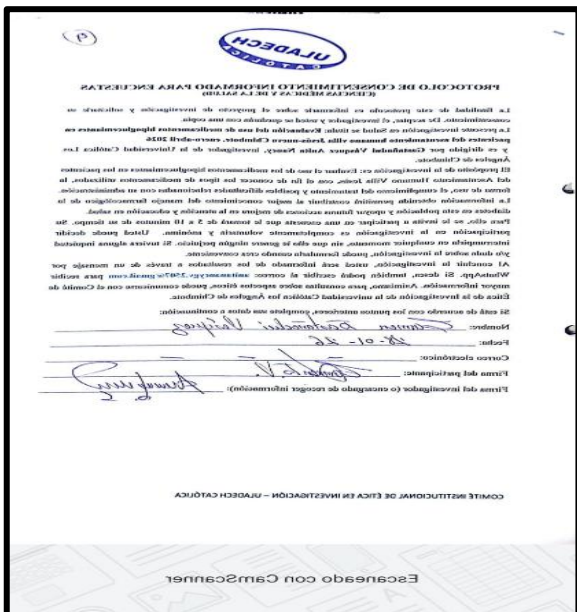 ULADECH
CATÓLICA
PROTOCOLO DE CONSENTIMIENTO INFORMADO PARA ENCUESTAS
(CIENCIAS MÉDICAS Y DE LA SALUD)
La finalidad de este protocolo es informarle sobre el proyecto de investigación y solicitarle su
consentimiento. De aceptar, el investigador y usted se quedarán con una copia.
La presente investigación en Salud se titula: Evaluación del uso de medicamentos hipoglucemiantes en
pacientes del asentamiento humano villa Jesús-nuevo Chimbote, enero-abril 2026
y es dirigido por Gastañadui Vásquez Anita Nancy, investigador de la Universidad Católica Los
Ángeles de Chimbote.
El propósito de la investigación es: Evaluar el uso de los medicamentos hipoglucemiantes en los pacientes
del Asentamiento Humano Villa Jesús, con el fin de conocer los tipos de medicamentos utilizados, la
forma de uso, el cumplimiento del tratamiento y posibles dificultades relacionadas con su administración.
La información obtenida permitirá contribuir al mejor conocimiento del manejo farmacológico de la
diabetes en esta población y apoyar futuras acciones de mejora en la atención y educación en salud.
Para ello, se le invita a participar en una encuesta que le tomará de 5 a 10 minutos de su tiempo. Su
participación en la investigación es completamente voluntaria y anónima. Usted puede decidir
interrumpirla en cualquier momento, sin que ello le genere ningún perjuicio. Si tuviera alguna inquietud
y/o duda sobre la investigación, puede formularla cuando crea conveniente.
Al concluir la investigación, usted será informado de los resultados a través de un mensaje por
WhatsApp. Si desea, también podrá escribir al correo: para recibir
mayor información. Asimismo, para consultas sobre aspectos éticos, puede comunicarse con el Comité de
Ética de la Investigación de la universidad Católica los Ángeles de Chimbote.
Si está de acuerdo con los puntos anteriores, complete sus datos a continuación:
Nombre: Carmen Vasquez
Fecha: 28-01-26
Correo electrónico:
Firma del participante:
Firma del investigador (o encargado de recoger información):
COMITÉ INSTITUCIONAL DE ÉTICA EN INVESTIGACIÓN – ULADECH CATÓLICA
Escaneado con CamScanner